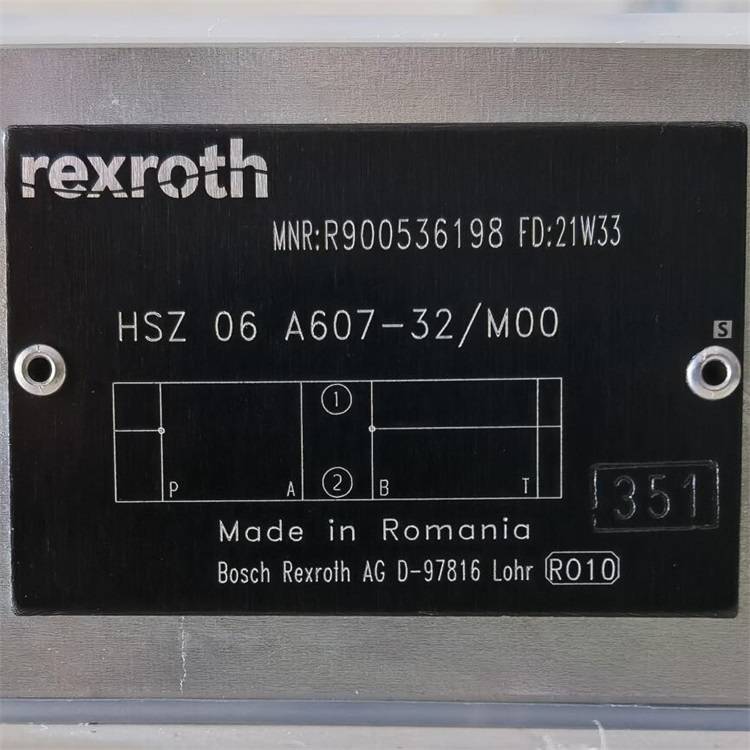 rexroth
MNR:R900536198 FD:21W33
HSZ 06 A607-32/M00
S
1
2
P A B T
351
Made in Romania
Bosch Rexroth AG D-97816 Lohr RO10